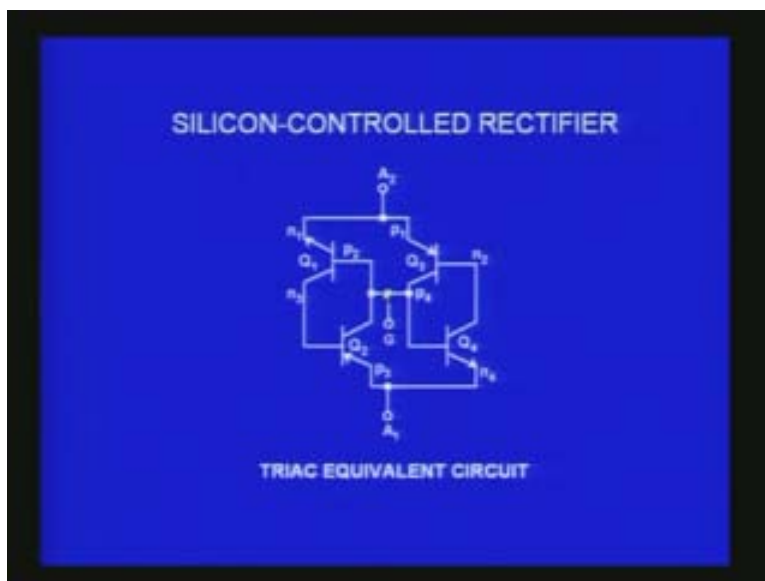 SILICON-CONTROLLED RECTIFIER
A₂
n₁ p₁
Q₁ p₂ Q₃ n₂
n₃ p₄
Q₂ G Q₄
p₃ n₄
A₁
TRIAC EQUIVALENT CIRCUIT